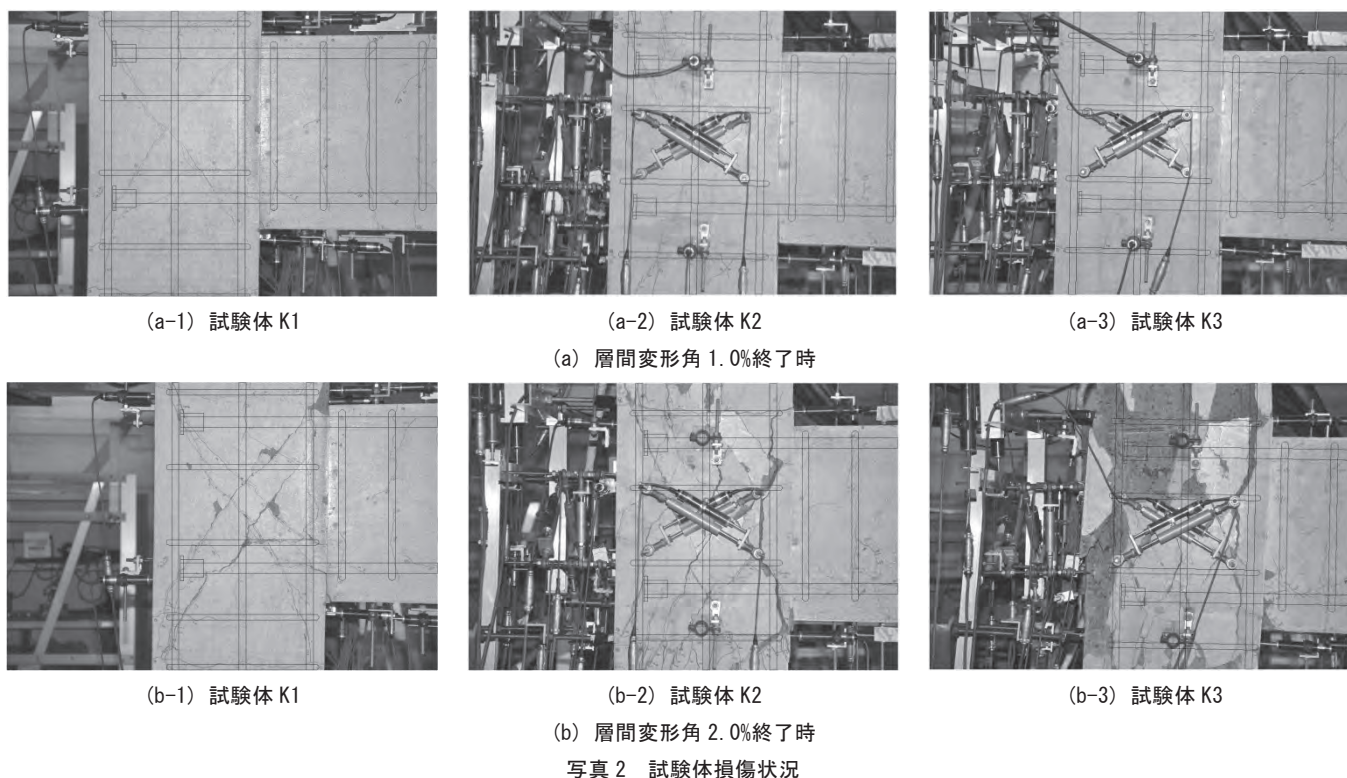 (a-1) 試験体 K1
(a-2) 試験体 K2
(a-3) 試験体 K3
(a) 層間変形角 1.0%終了時
(b-1) 試験体 K1
(b-2) 試験体 K2
(b-3) 試験体 K3
(b) 層間変形角 2.0%終了時
写真 2 試験体損傷状況